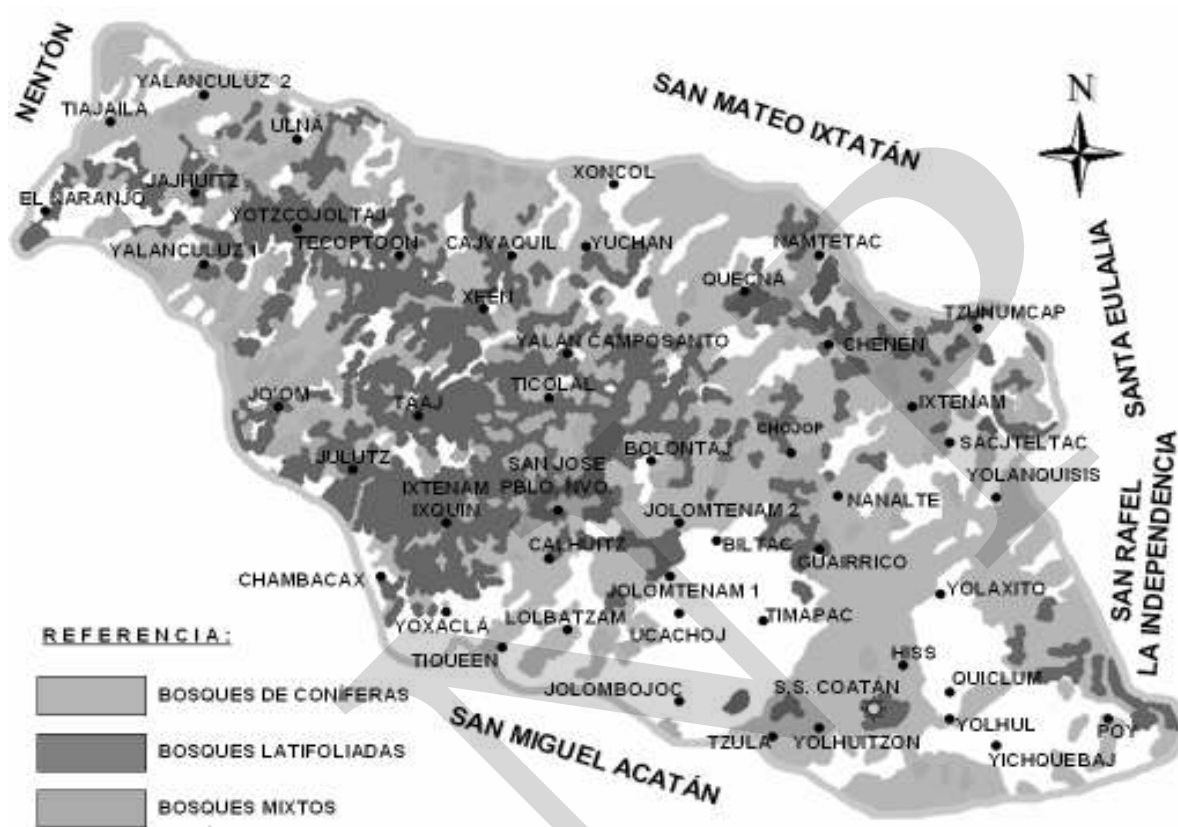 NENTÓN
YALANCULUZ 2
TIAJAILA
ULNA
SAN MATEO IXTATÁN
N
XONCOL
JAJHUITZ
EL NARANJO
YOTZCOJOLTAJ
TECOPTOON
CAJVAQUIL
YUCHAN
NAMTETAC
YALANCULUZ 1
QUECNÁ
SANTA EULALIA
XEEN
TZUNUMCAP
YALAN CAMPOSANTO
CHENEN
TICOLAL
JO'OM
TAAJ
IXTENAM
CHOJOP
SACJTELTAC
BOLONTAJ
JULUTZ
SAN JOSE
PBLO. NVO.
YOLANQUISIS
IXTENAM
IXQUIN
NANALTE
JOLOMTENAM 2
BILTAC
CALHUITZ
GUAIRRICO
SAN RAFEL
LA INDEPENDENCIA
CHAMBACAX
JOLOMTENAM 1
YOLAXITO
YOXACLÁ
LOLBATZAM
UCACHOJ
TIMAPAC
REFERENCIA:
TIQUEEN
HISS
BOSQUES DE CONÍFERAS
JOLOMBOJOC
S.S. COATÁN
QUICLUM
SAN MIGUEL ACATÁN
TZULA
YOLHUITZON
YOLHUL
POY
BOSQUES LATIFOLIADAS
YICHOUEBAJ
BOSQUES MIXTOS